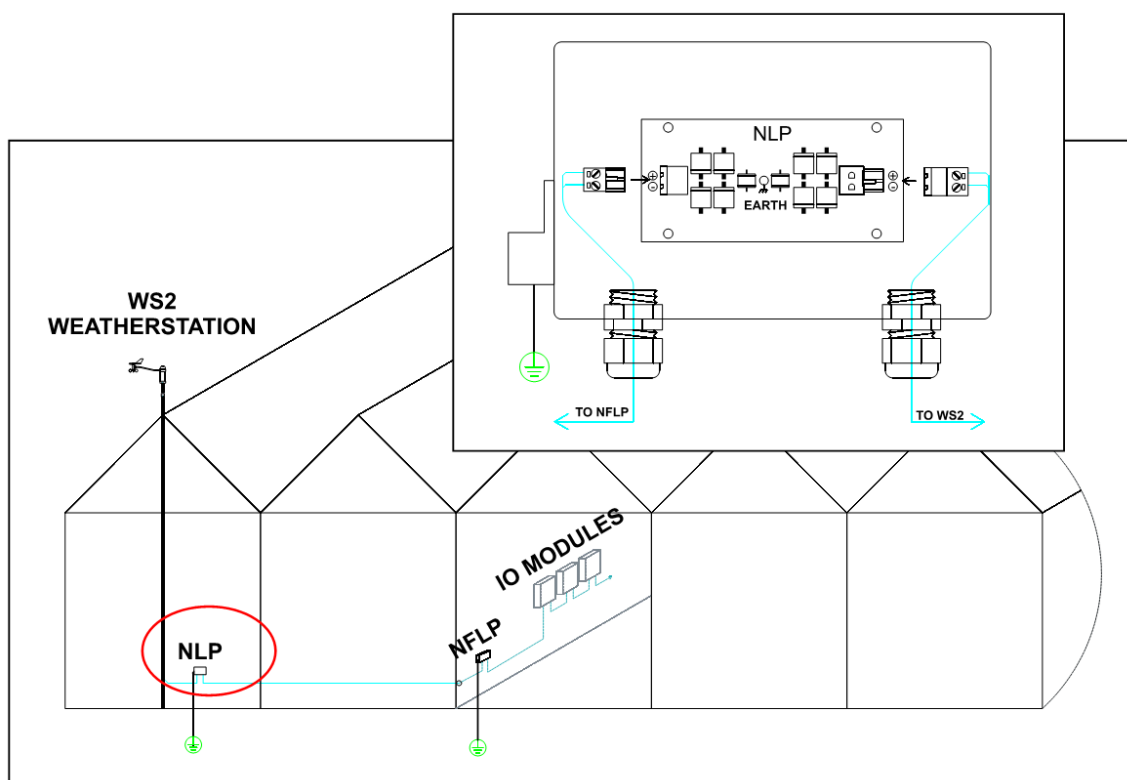 NLP
EARTH
TO NFLP
TO WS2
WS2
WEATHERSTATION
IO MODULES
NFLP
NLP